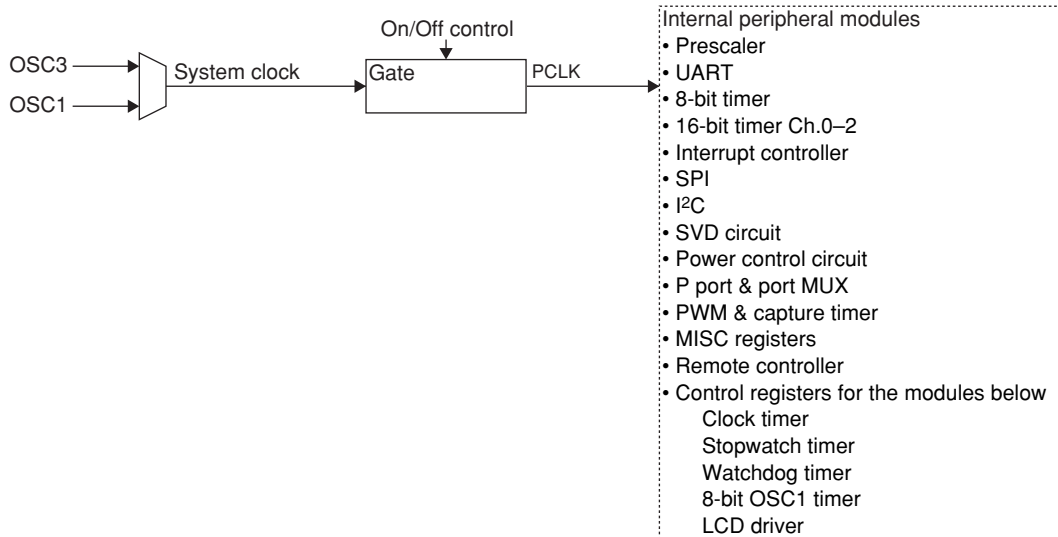 On/Off control
OSC3
OSC1
System clock
Gate
PCLK
Internal peripheral modules
• Prescaler
• UART
• 8-bit timer
• 16-bit timer Ch.0–2
• Interrupt controller
• SPI
• I²C
• SVD circuit
• Power control circuit
• P port & port MUX
• PWM & capture timer
• MISC registers
• Remote controller
• Control registers for the modules below
Clock timer
Stopwatch timer
Watchdog timer
8-bit OSC1 timer
LCD driver